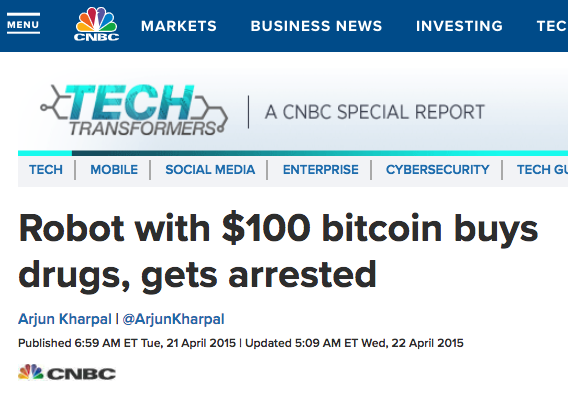 MENU
CNBC
MARKETS BUSINESS NEWS INVESTING TEC
TECH
TRANSFORMERS
A CNBC SPECIAL REPORT
TECH | MOBILE | SOCIAL MEDIA | ENTERPRISE | CYBERSECURITY | TECH GU
Robot with $100 bitcoin buys
drugs, gets arrested
Arjun Kharpal | @ArjunKharpal
Published 6:59 AM ET Tue, 21 April 2015 | Updated 5:09 AM ET Wed, 22 April 2015
CNBC